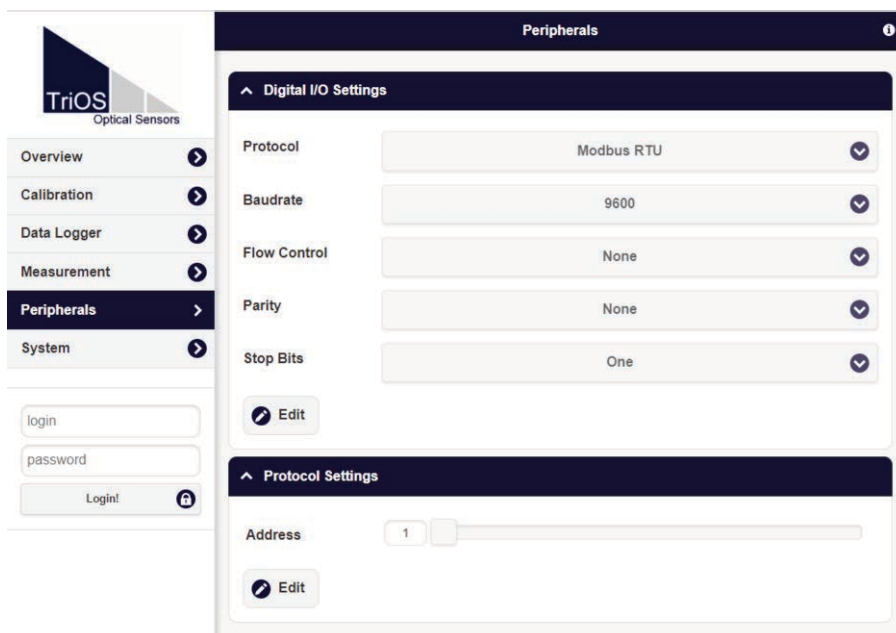 TriOS
Optical Sensors
Overview
Calibration
Data Logger
Measurement
Peripherals
System
login
password
Login!
Peripherals
Digital I/O Settings
Protocol Modbus RTU
Baudrate 9600
Flow Control None
Parity None
Stop Bits One
Edit
Protocol Settings
Address 1
Edit